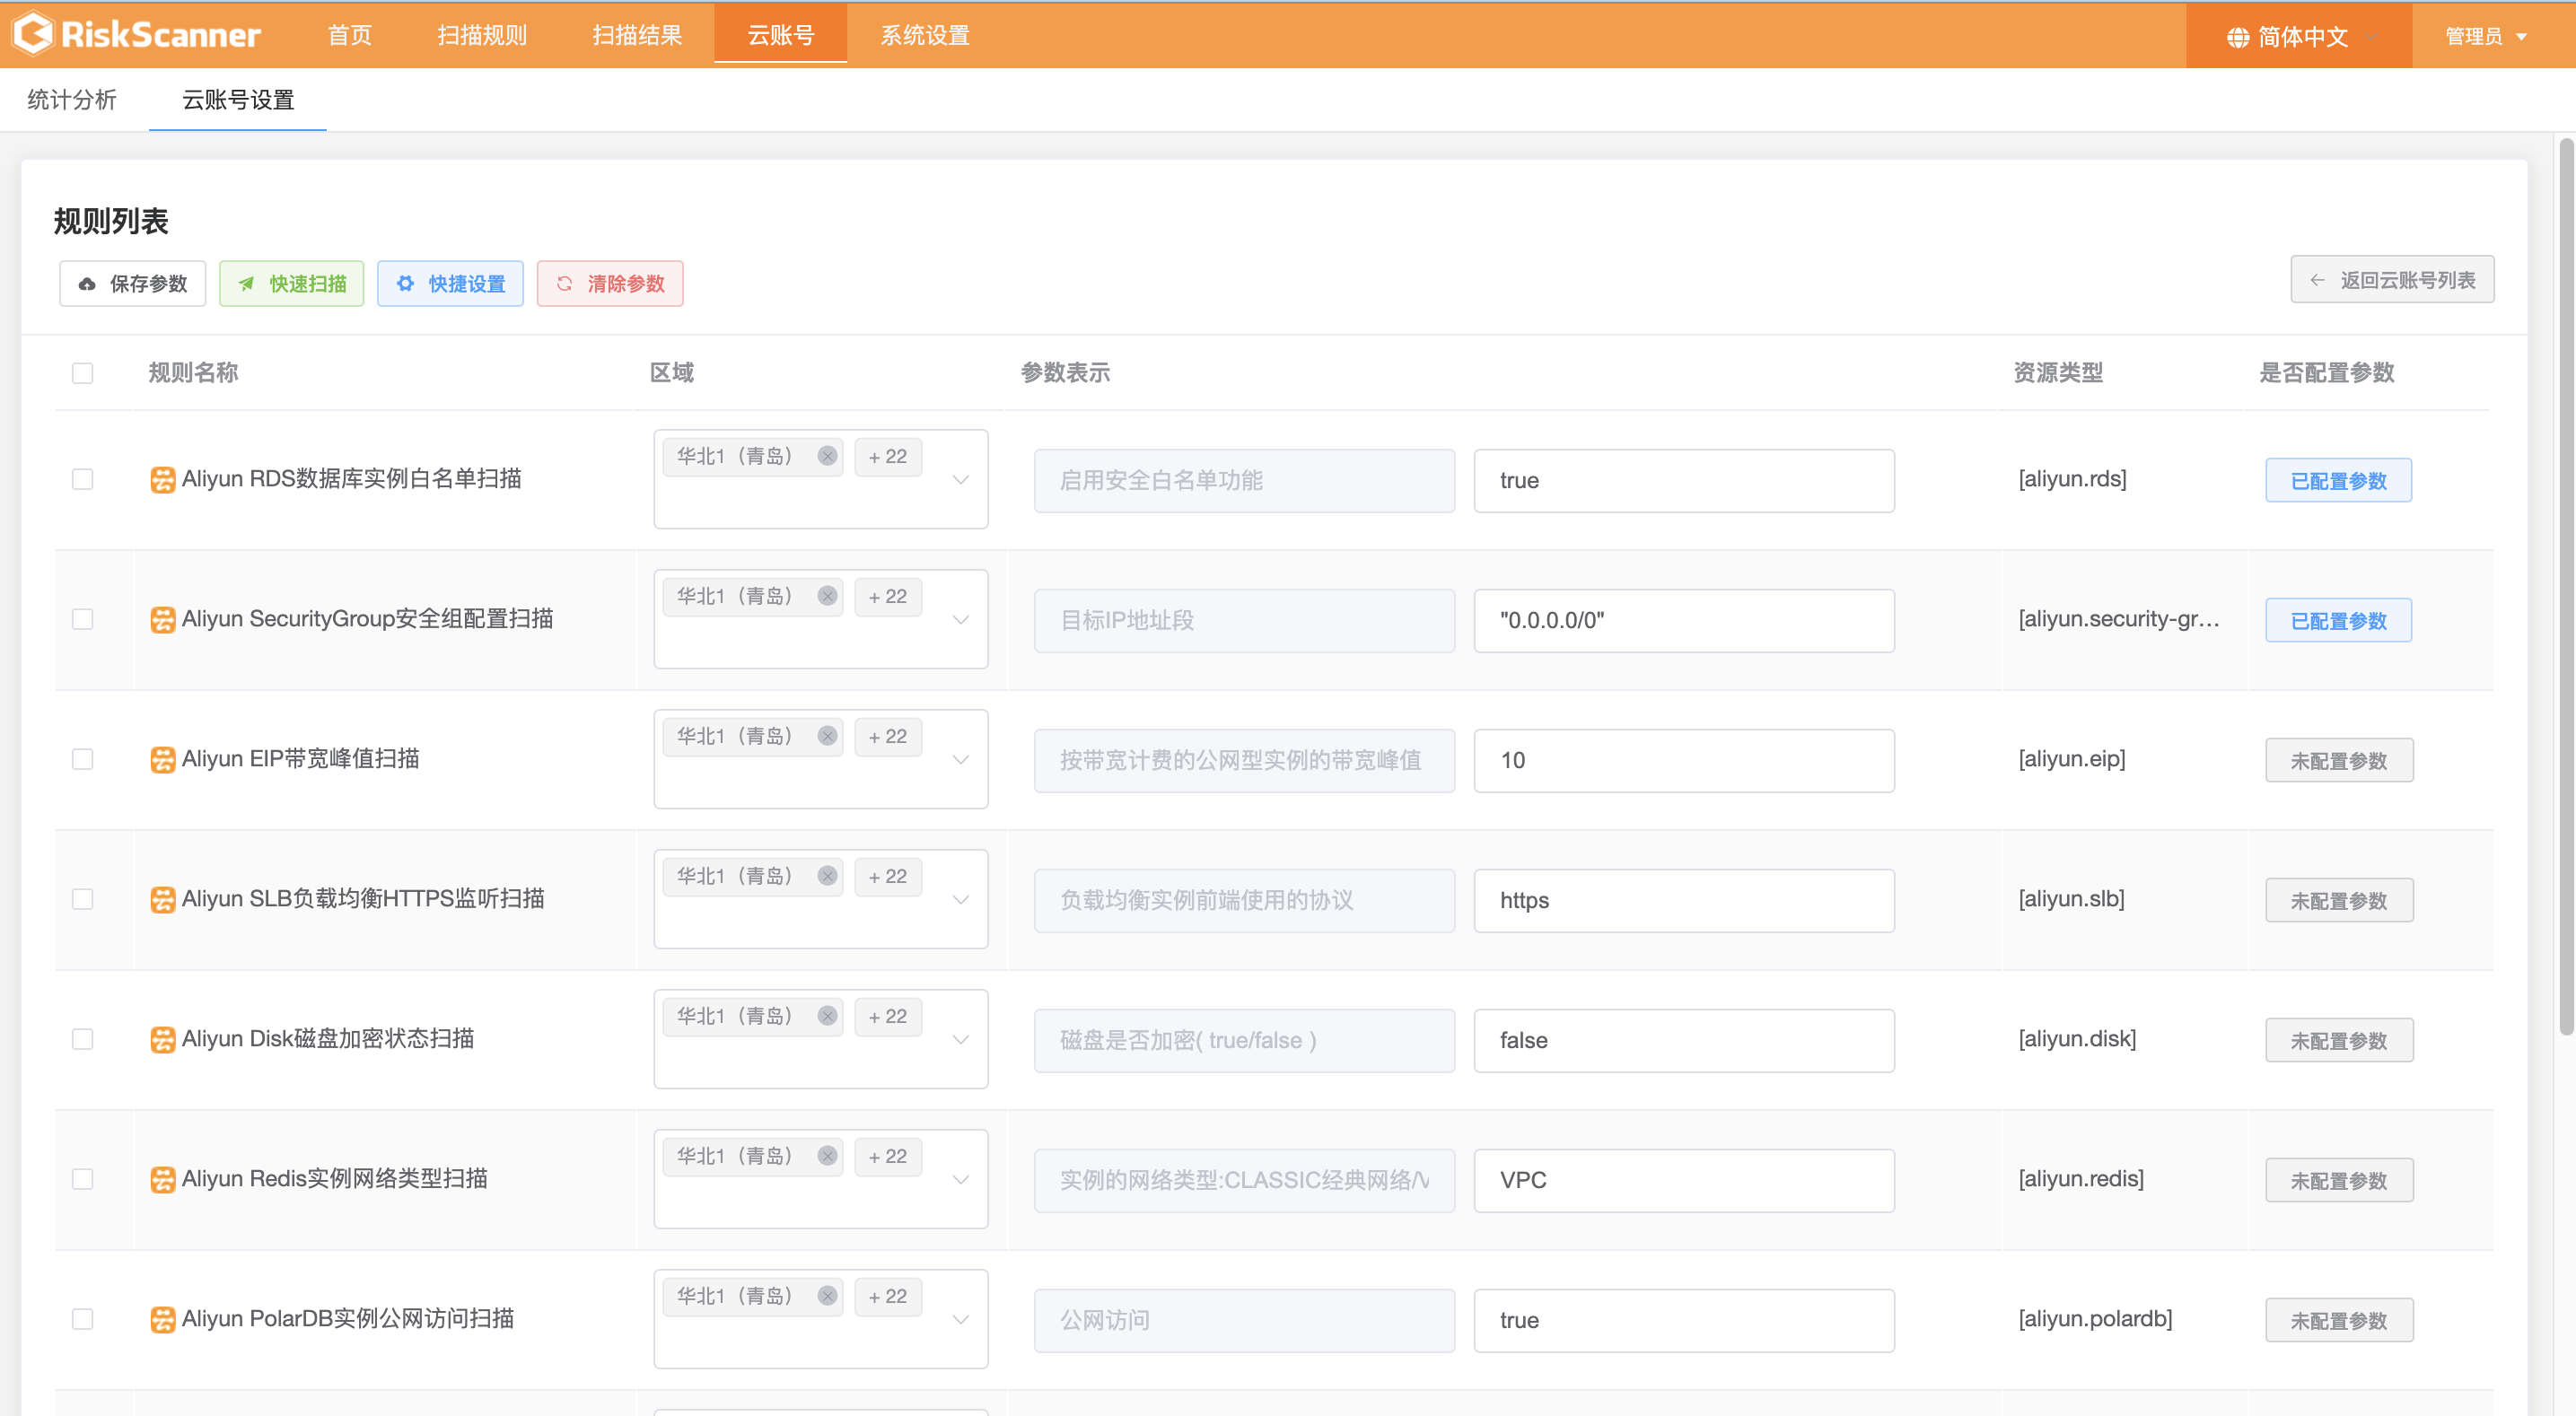 RiskScanner 首页 扫描规则 扫描结果 云账号 系统设置 简体中文 管理员
统计分析 云账号设置
规则列表
保存参数 快速扫描 快捷设置 清除参数 返回云账号列表
规则名称 区域 参数表示 资源类型 是否配置参数
Aliyun RDS数据库实例白名单扫描 华北1（青岛） + 22 启用安全白名单功能 true [aliyun.rds] 已配置参数
Aliyun SecurityGroup安全组配置扫描 华北1（青岛） + 22 目标IP地址段 "0.0.0.0/0" [aliyun.security-gr... 已配置参数
Aliyun EIP带宽峰值扫描 华北1（青岛） + 22 按带宽计费的公网型实例的带宽峰值 10 [aliyun.eip] 未配置参数
Aliyun SLB负载均衡HTTPS监听扫描 华北1（青岛） + 22 负载均衡实例前端使用的协议 https [aliyun.slb] 未配置参数
Aliyun Disk磁盘加密状态扫描 华北1（青岛） + 22 磁盘是否加密( true/false ) false [aliyun.disk] 未配置参数
Aliyun Redis实例网络类型扫描 华北1（青岛） + 22 实例的网络类型:CLASSIC经典网络/ VPC [aliyun.redis] 未配置参数
Aliyun PolarDB实例公网访问扫描 华北1（青岛） + 22 公网访问 true [aliyun.polardb] 未配置参数